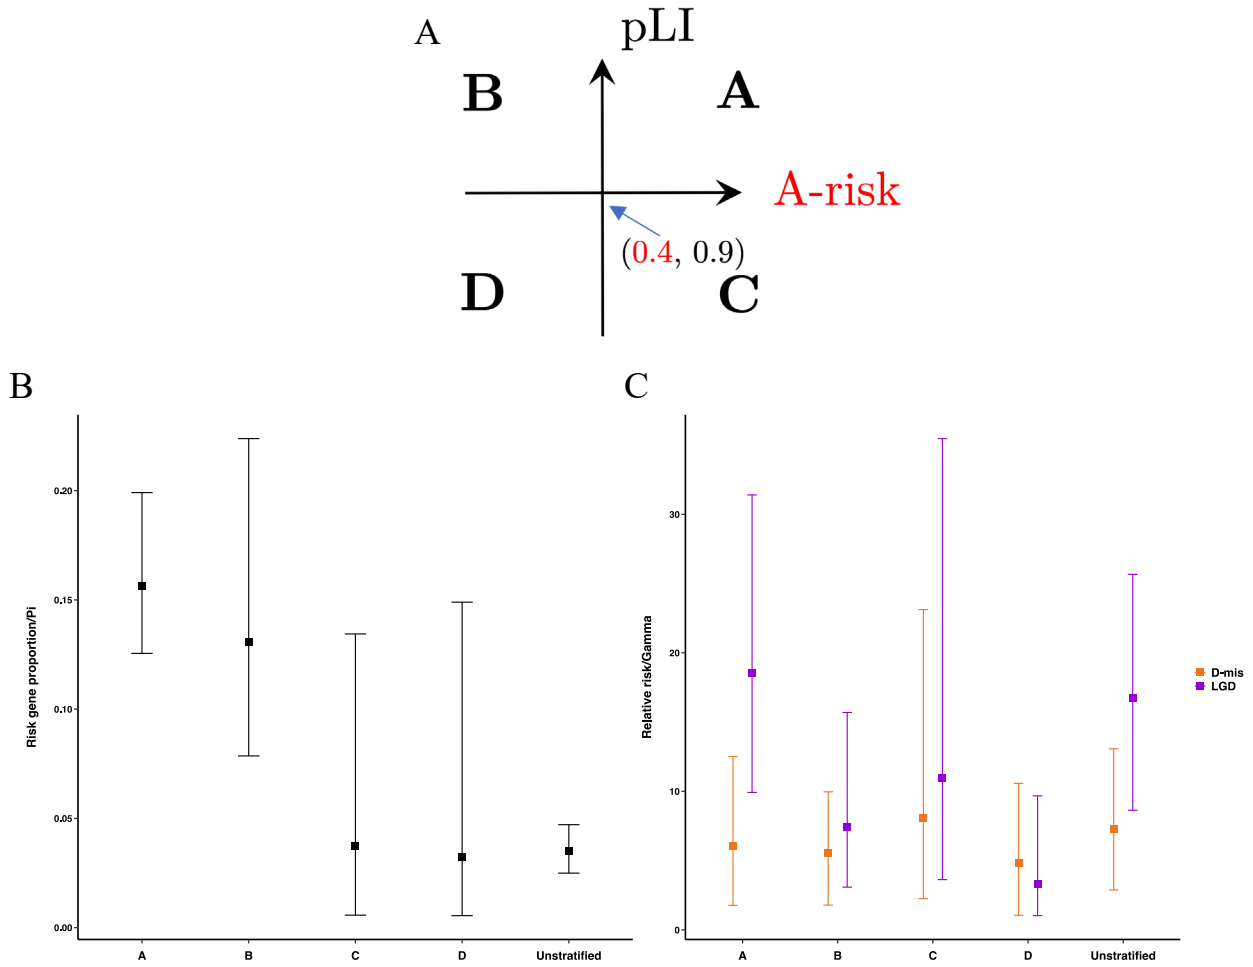 A
pLI
B
A
A-risk
(0.4, 0.9)
D
C
B
C
Risk gene proportion/Pi
0.20
0.15
0.10
0.05
0.00
A
B
C
D
Unstratified
Relative risk/Gamma
30
20
10
0
A
B
C
D
Unstratified
D-mis
LGD